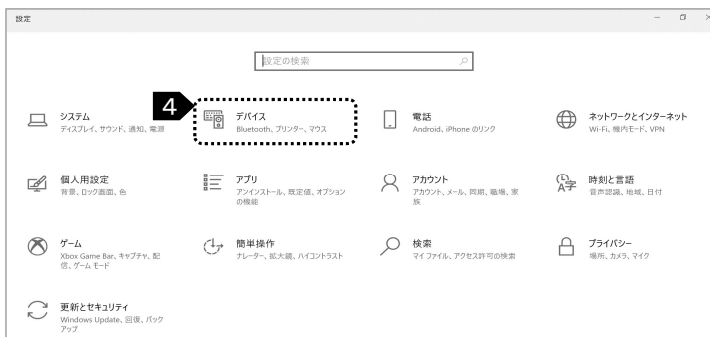 設定
設定の検索
4
システム
ディスプレイ、サウンド、通知、電源
デバイス
Bluetooth、プリンター、マウス
電話
Android、iPhone のリンク
ネットワークとインターネット
Wi-Fi、機内モード、VPN
個人用設定
背景、ロック画面、色
アプリ
アンインストール、既定値、オプション
の機能
アカウント
アカウント、メール、同期、職場、家
族
時刻と言語
音声認識、地域、日付
ゲーム
Xbox Game Bar、キャプチャ、配
信、ゲーム モード
簡単操作
ナレーター、拡大鏡、ハイコントラスト
検索
マイ ファイル、アクセス許可の検索
プライバシー
場所、カメラ、マイク
更新とセキュリティ
Windows Update、回復、バック
アップ